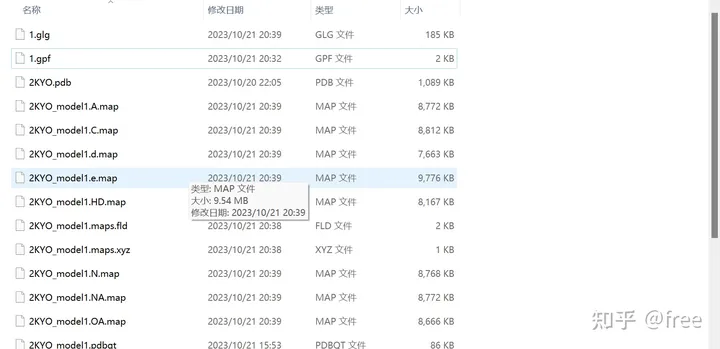 名称 修改日期 类型 大小
1.glg 2023/10/21 20:39 GLG 文件 185 KB
1.gpf 2023/10/21 20:32 GPF 文件 2 KB
2KYO.pdb 2023/10/20 22:05 PDB 文件 1,089 KB
2KYO_model1.A.map 2023/10/21 20:39 MAP 文件 8,772 KB
2KYO_model1.C.map 2023/10/21 20:39 MAP 文件 8,812 KB
2KYO_model1.d.map 2023/10/21 20:39 MAP 文件 7,663 KB
2KYO_model1.e.map 2023/10/21 20:39 MAP 文件 9,776 KB
类型: MAP 文件
2KYO_model1.HD.map MAP 文件 8,167 KB
大小: 9.54 MB
修改日期: 2023/10/21 20:39
2KYO_model1.maps.fld 2023/10/21 20:38 FLD 文件 2 KB
2KYO_model1.maps.xyz 2023/10/21 20:38 XYZ 文件 1 KB
2KYO_model1.N.map 2023/10/21 20:39 MAP 文件 8,768 KB
2KYO_model1.NA.map 2023/10/21 20:39 MAP 文件 8,772 KB
2KYO_model1.OA.map 2023/10/21 20:39 MAP 文件 8,666 KB
2KYO_model1.pdbqt 2023/10/21 15:53 PDBQT 文件 86 KB
知乎 @free